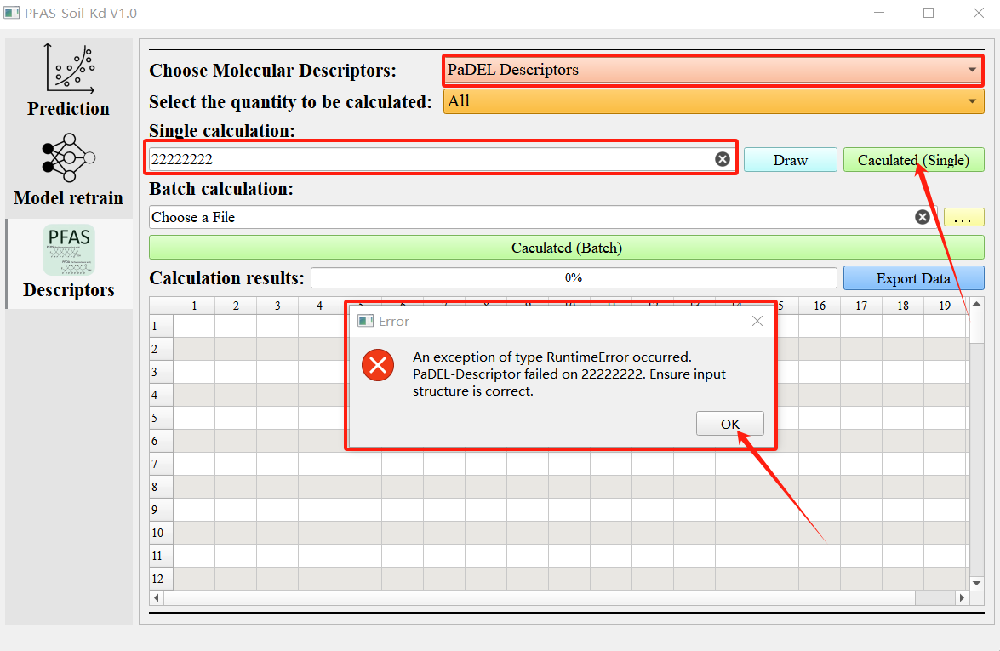 PFAS-Soil-Kd V1.0
Prediction
Model retrain
PFAS
Descriptors
Choose Molecular Descriptors:
PaDEL Descriptors
Select the quantity to be calculated:
All
Single calculation:
22222222
Draw
Caculated (Single)
Batch calculation:
Choose a File
...
Caculated (Batch)
Calculation results:
0%
Export Data
1 2 3 4 16 17 18 19
1
2
3
4
5
6
7
8
9
10
11
12
Error
An exception of type RuntimeError occurred.
PaDEL-Descriptor failed on 22222222. Ensure input
structure is correct.
OK